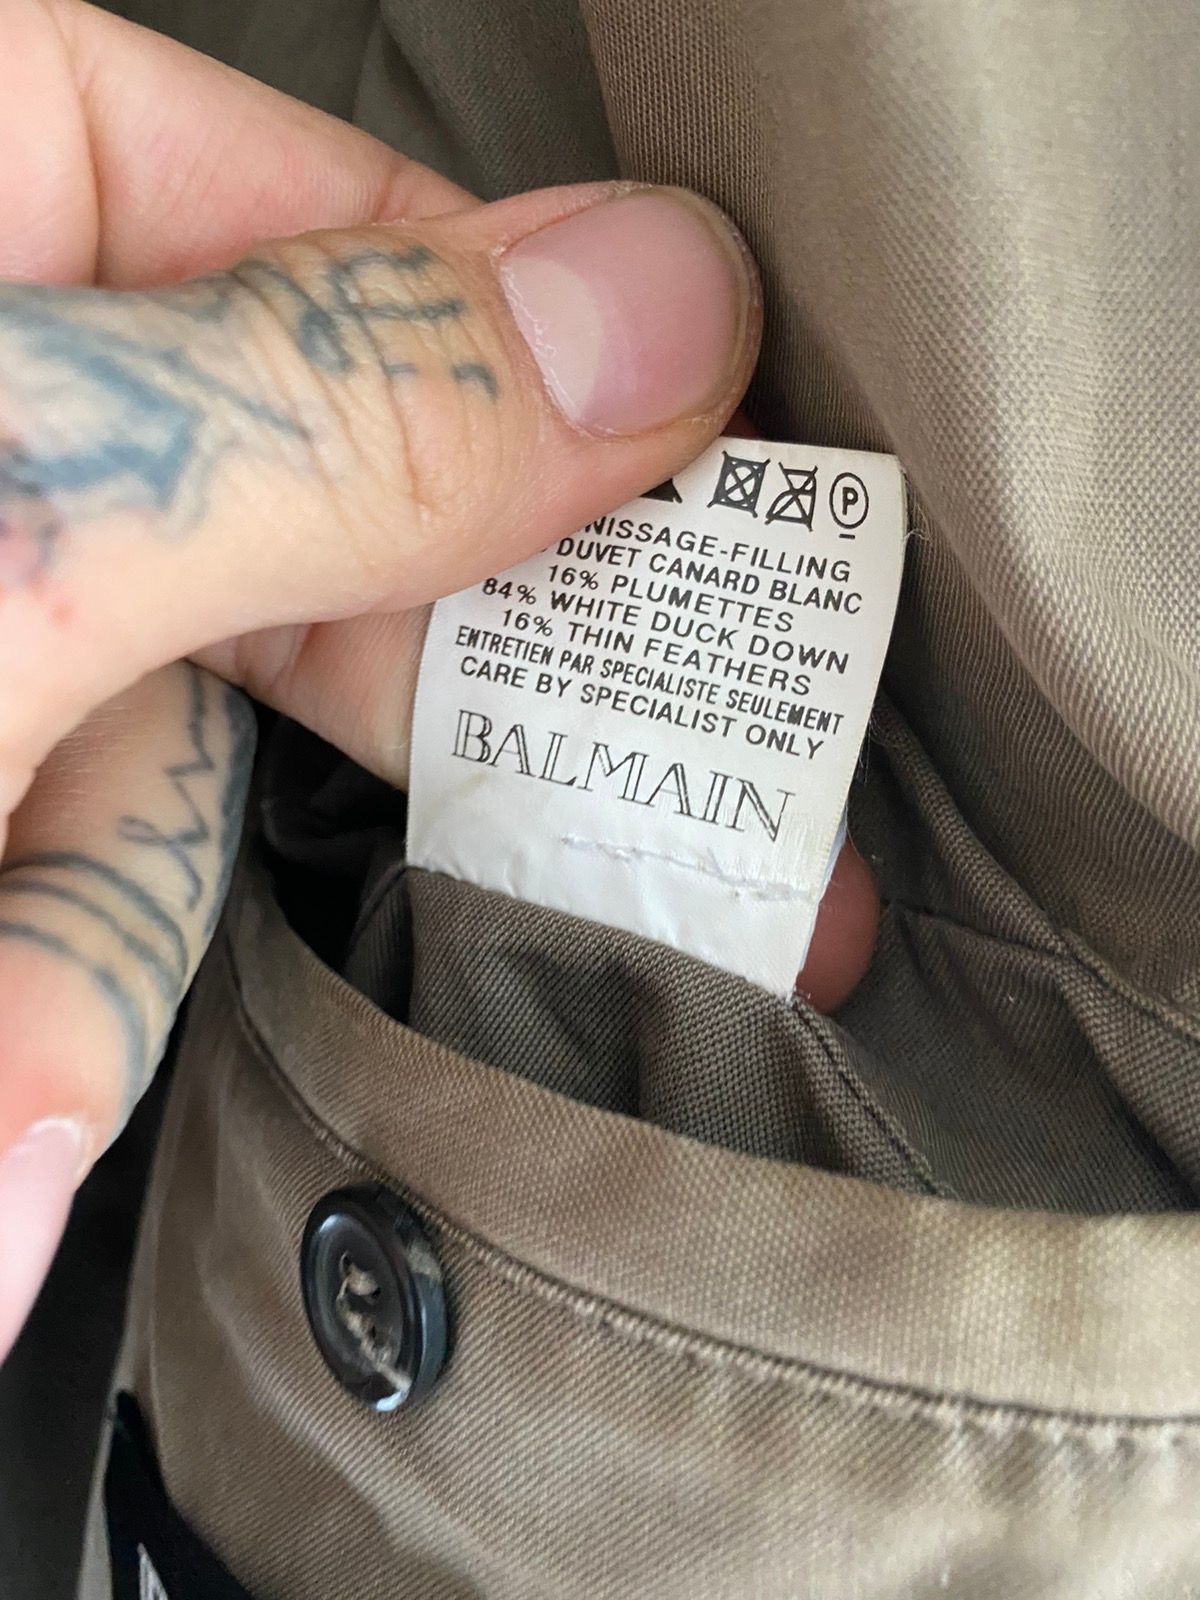 P
NISSAGE-FILLING
DUVET CANARD BLANC
16% PLUMETTES
84% WHITE DUCK DOWN
16% THIN FEATHERS
ENTRETIEN PAR SPECIALISTE SEULEMENT
CARE BY SPECIALIST ONLY
BALMAIN